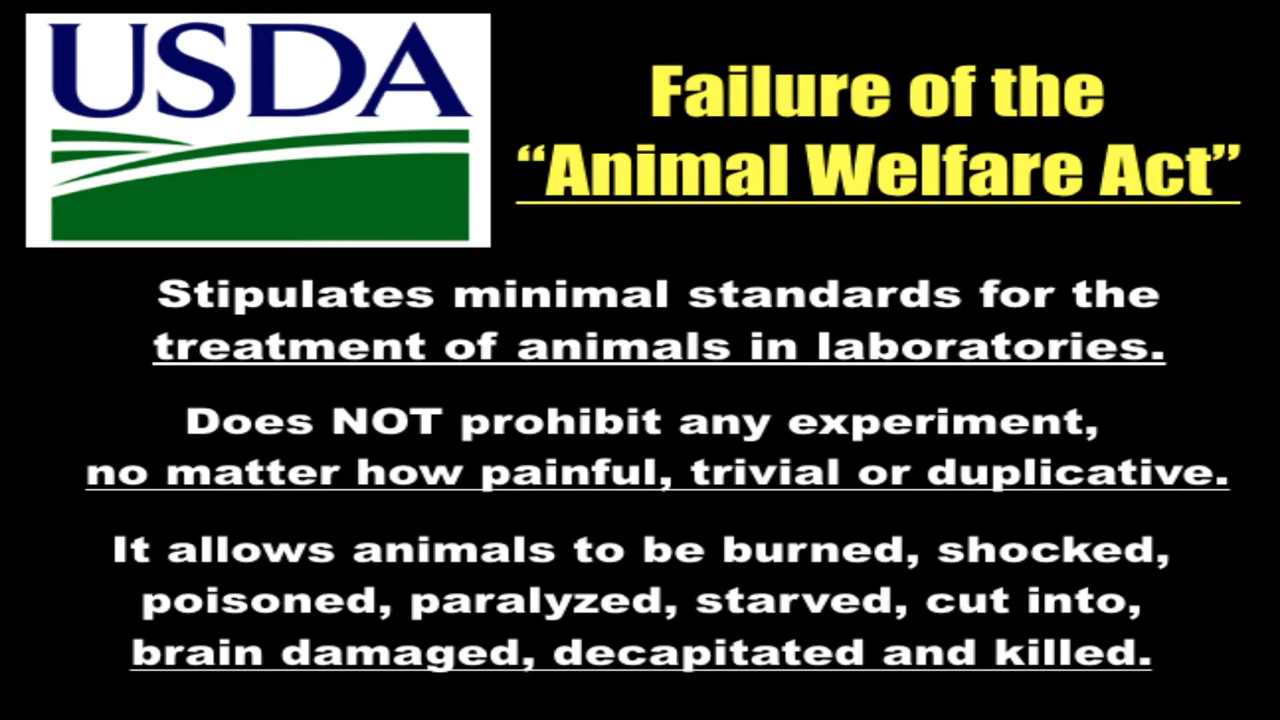 USDA
Failure of the
“Animal Welfare Act”
Stipulates minimal standards for the
treatment of animals in laboratories.
Does NOT prohibit any experiment,
no matter how painful, trivial or duplicative.
It allows animals to be burned, shocked,
poisoned, paralyzed, starved, cut into,
brain damaged, decapitated and killed.